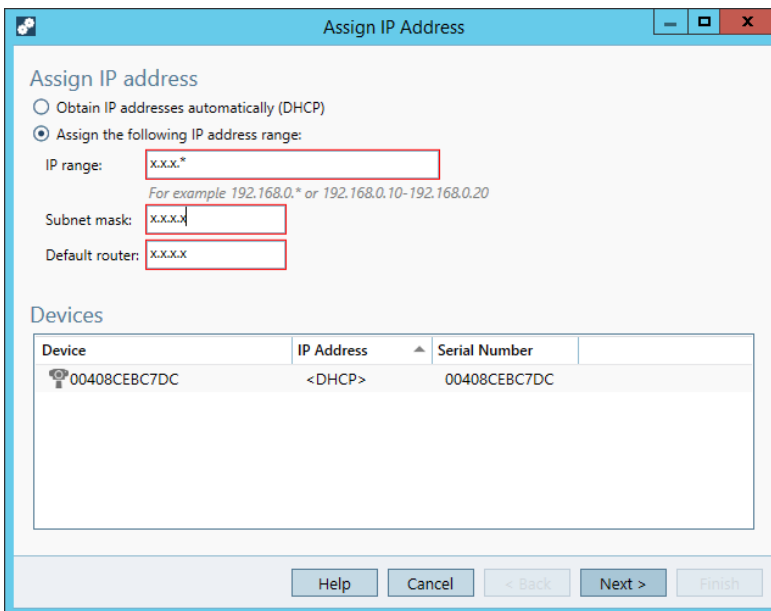 Assign IP Address
Assign IP address
Obtain IP addresses automatically (DHCP)
Assign the following IP address range:
IP range: x.x.x.*
For example 192.168.0.* or 192.168.0.10-192.168.0.20
Subnet mask: x.x.x.x
Default router: x.x.x.x
Devices
Device IP Address Serial Number
00408CEBC7DC <DHCP> 00408CEBC7DC
Help Cancel < Back Next > Finish